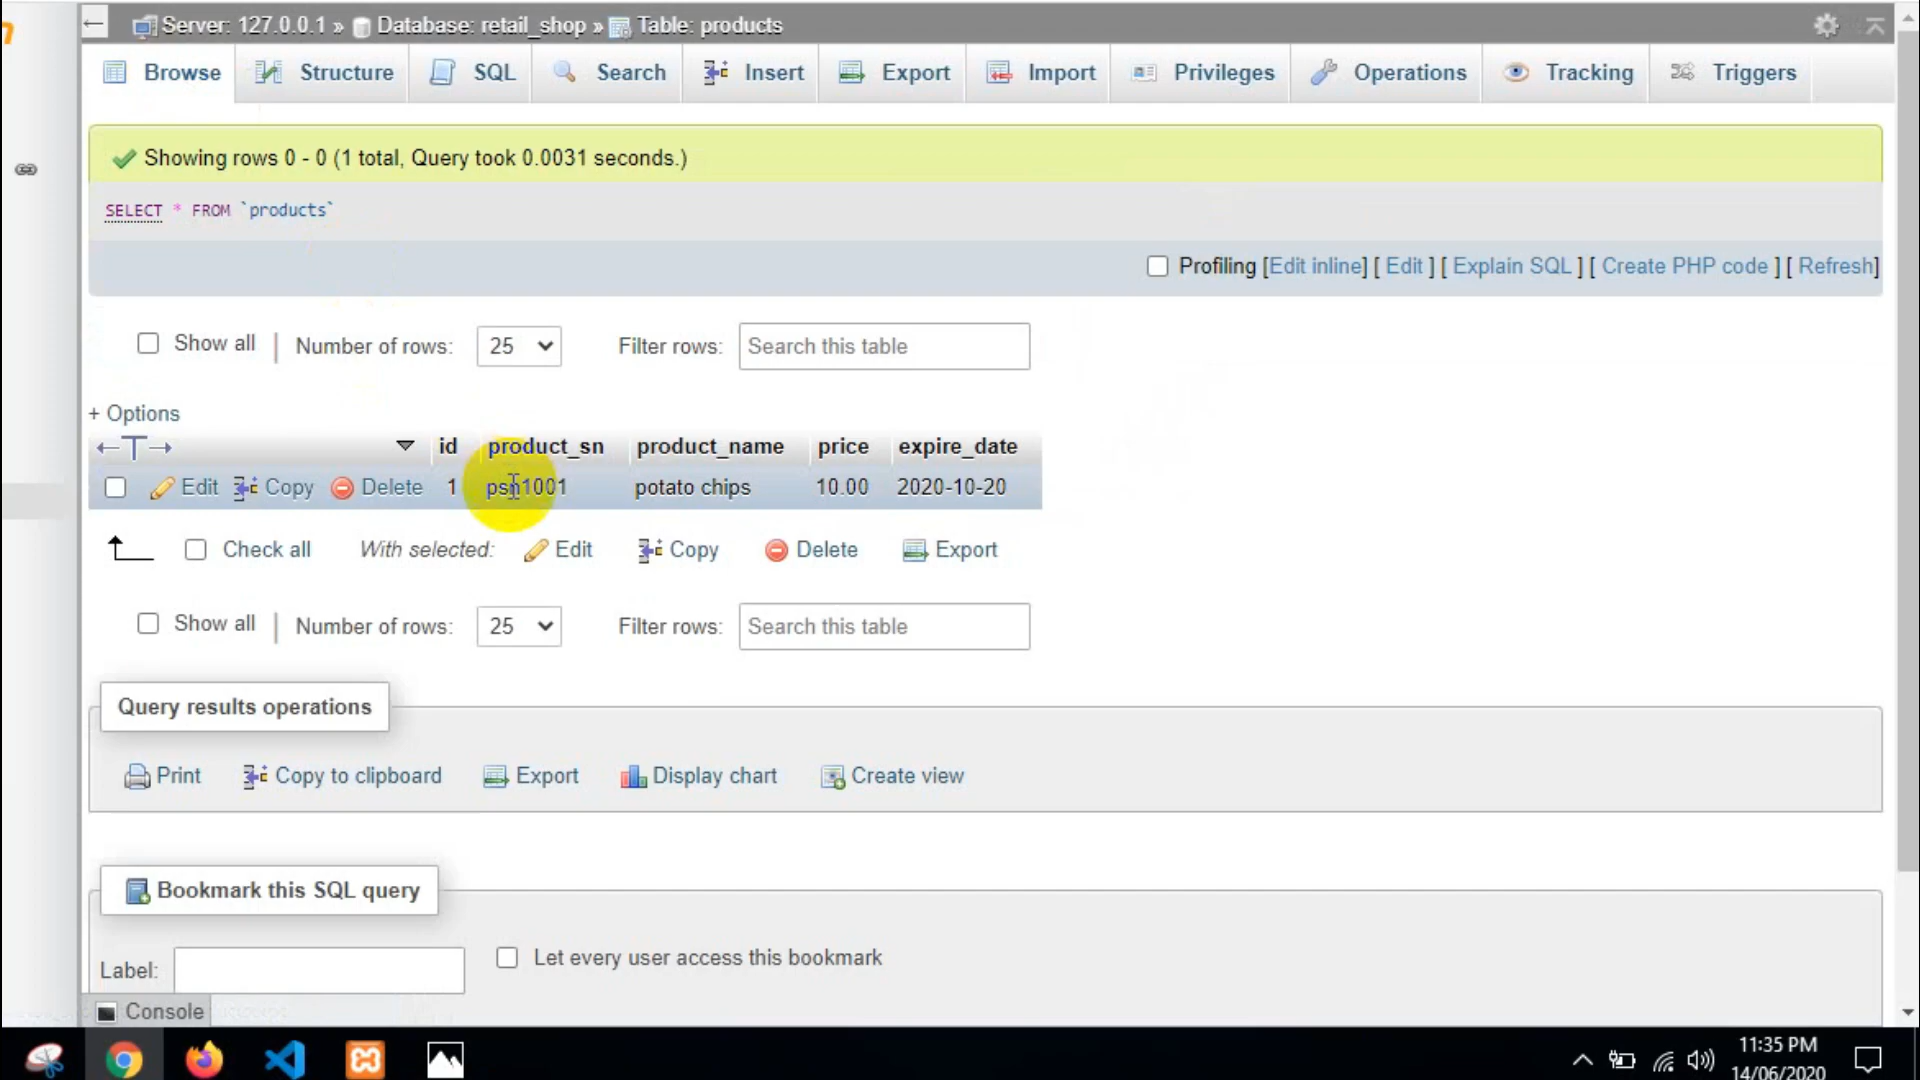 Server: 127.0.0.1 » Database: retail_shop » Table: products
Browse Structure SQL Search Insert Export Import Privileges Operations Tracking Triggers
Showing rows 0 - 0 (1 total, Query took 0.0031 seconds.)
SELECT * FROM `products`
Profiling [Edit inline] [ Edit ] [ Explain SQL ] [ Create PHP code ] [ Refresh]
Show all Number of rows: 25 Filter rows: Search this table
+ Options
id product_sn product_name price expire_date
Edit Copy Delete 1 psn1001 potato chips 10.00 2020-10-20
Check all With selected: Edit Copy Delete Export
Show all Number of rows: 25 Filter rows: Search this table
Query results operations
Print Copy to clipboard Export Display chart Create view
Bookmark this SQL query
Label: Let every user access this bookmark
Console
11:35 PM
14/06/2020